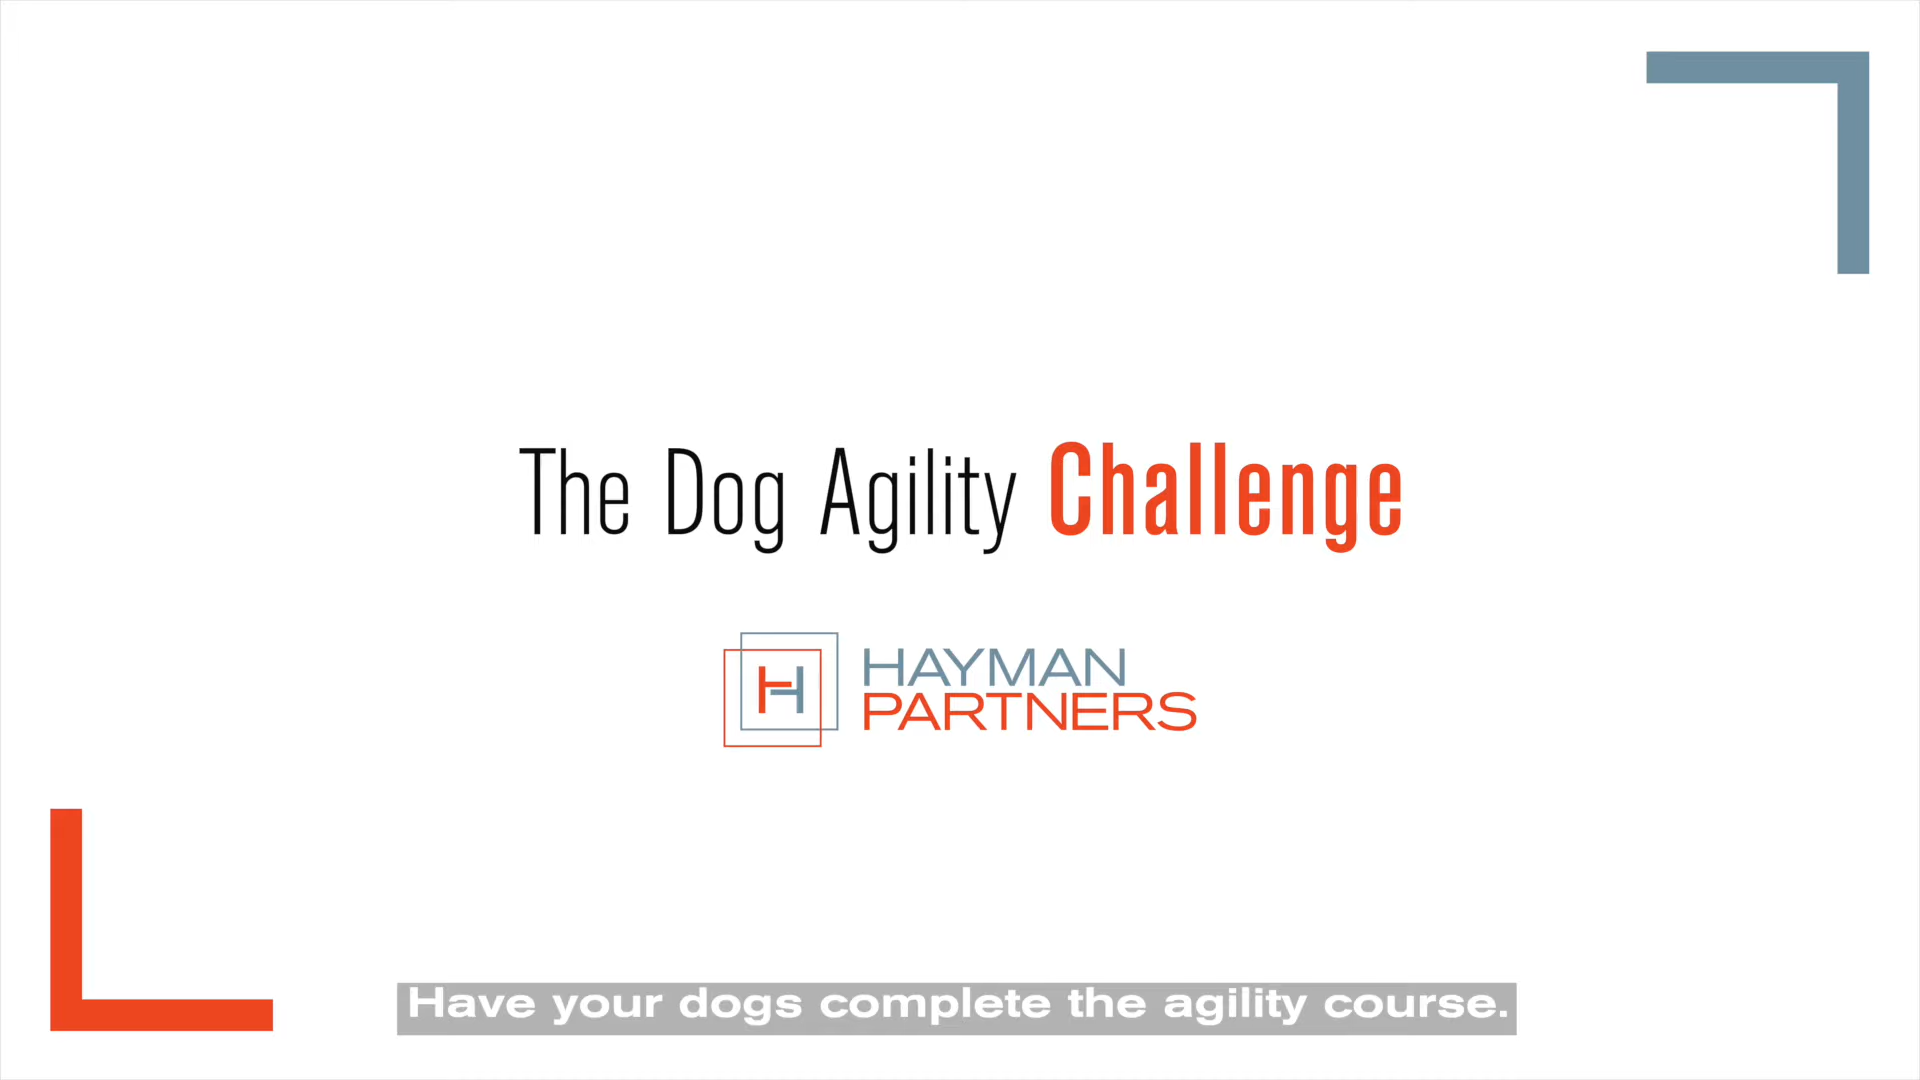 The Dog Agility Challenge
H
HAYMAN
PARTNERS
Have your dogs complete the agility course.